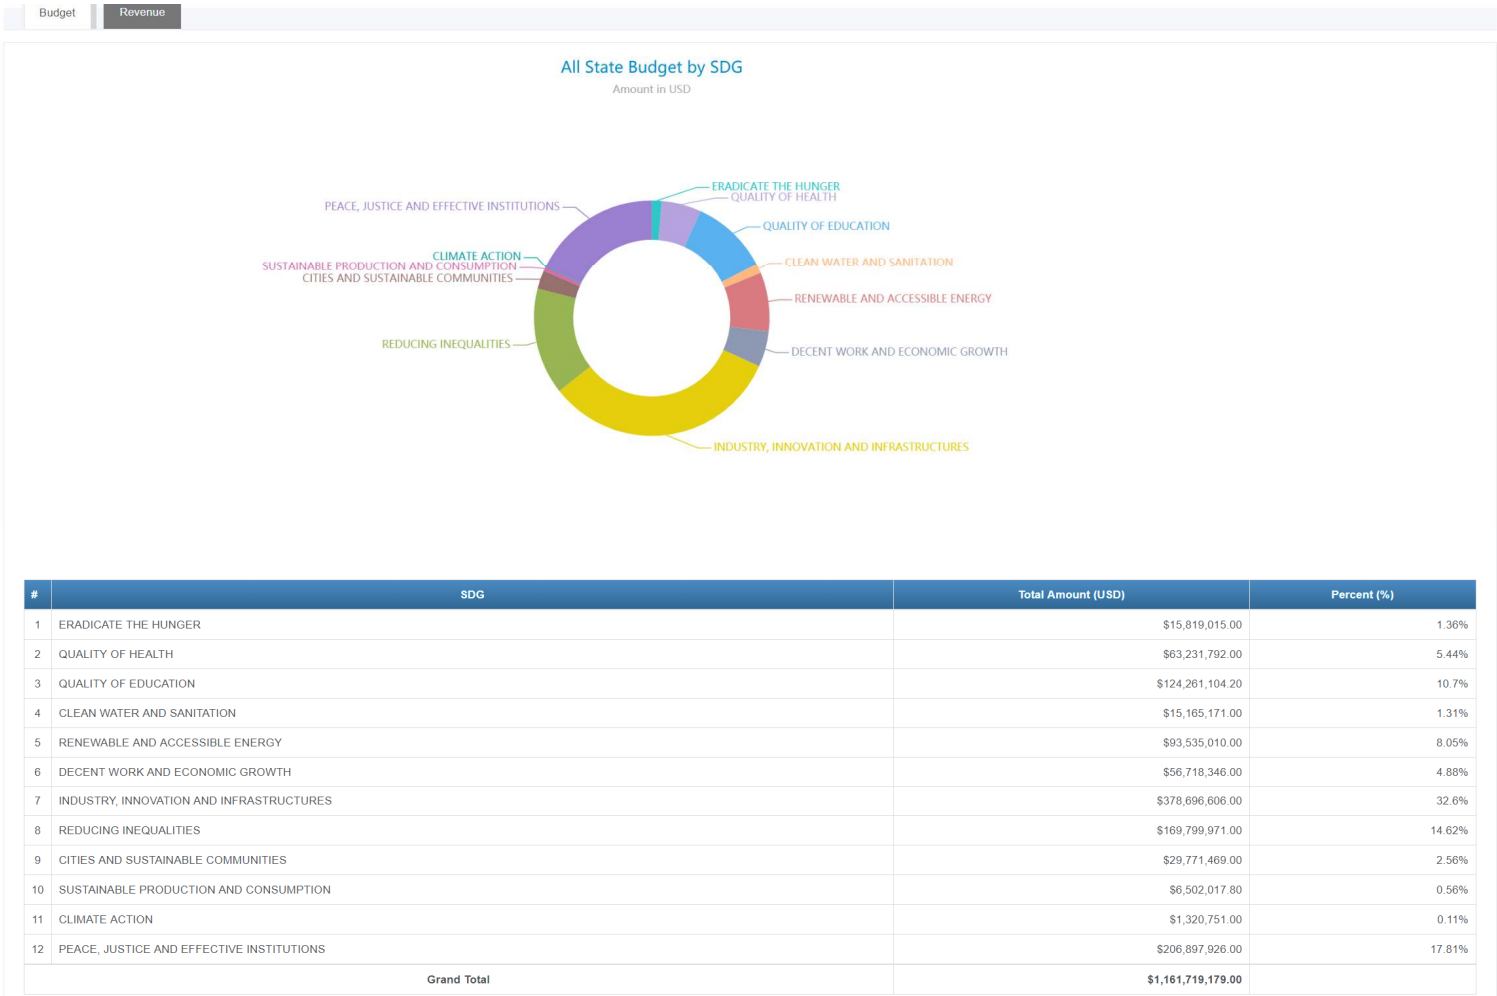 Budget Revenue
All State Budget by SDG
Amount in USD
ERADICATE THE HUNGER
QUALITY OF HEALTH
PEACE, JUSTICE AND EFFECTIVE INSTITUTIONS
QUALITY OF EDUCATION
CLIMATE ACTION
CLEAN WATER AND SANITATION
SUSTAINABLE PRODUCTION AND CONSUMPTION
CITIES AND SUSTAINABLE COMMUNITIES
RENEWABLE AND ACCESSIBLE ENERGY
REDUCING INEQUALITIES
DECENT WORK AND ECONOMIC GROWTH
INDUSTRY, INNOVATION AND INFRASTRUCTURES
# SDG Total Amount (USD) Percent (%)
1 ERADICATE THE HUNGER $15,819,015.00 1.36%
2 QUALITY OF HEALTH $63,231,792.00 5.44%
3 QUALITY OF EDUCATION $124,261,104.20 10.7%
4 CLEAN WATER AND SANITATION $15,165,171.00 1.31%
5 RENEWABLE AND ACCESSIBLE ENERGY $93,535,010.00 8.05%
6 DECENT WORK AND ECONOMIC GROWTH $56,718,346.00 4.88%
7 INDUSTRY, INNOVATION AND INFRASTRUCTURES $378,696,606.00 32.6%
8 REDUCING INEQUALITIES $169,799,971.00 14.62%
9 CITIES AND SUSTAINABLE COMMUNITIES $29,771,469.00 2.56%
10 SUSTAINABLE PRODUCTION AND CONSUMPTION $6,502,017.80 0.56%
11 CLIMATE ACTION $1,320,751.00 0.11%
12 PEACE, JUSTICE AND EFFECTIVE INSTITUTIONS $206,897,926.00 17.81%
Grand Total $1,161,719,179.00